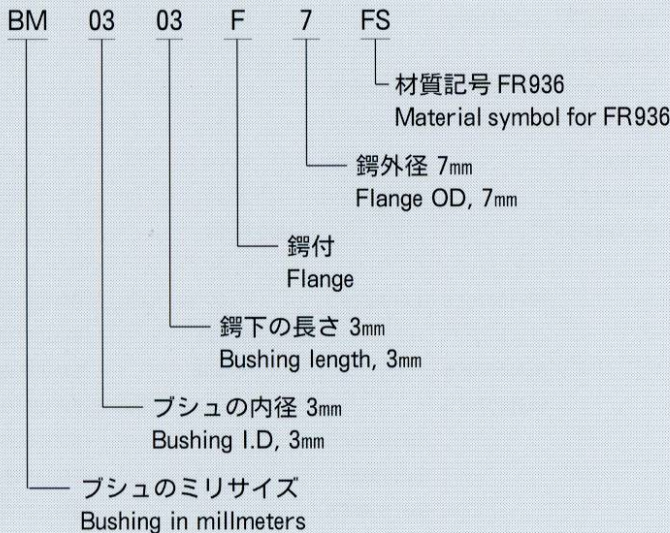 BM 03 03 F 7 FS
材質記号 FR936
Material symbol for FR936
鍔外径 7mm
Flange OD, 7mm
鍔付
Flange
鍔下の長さ 3mm
Bushing length, 3mm
ブシュの内径 3mm
Bushing I.D, 3mm
ブシュのミリサイズ
Bushing in millmeters